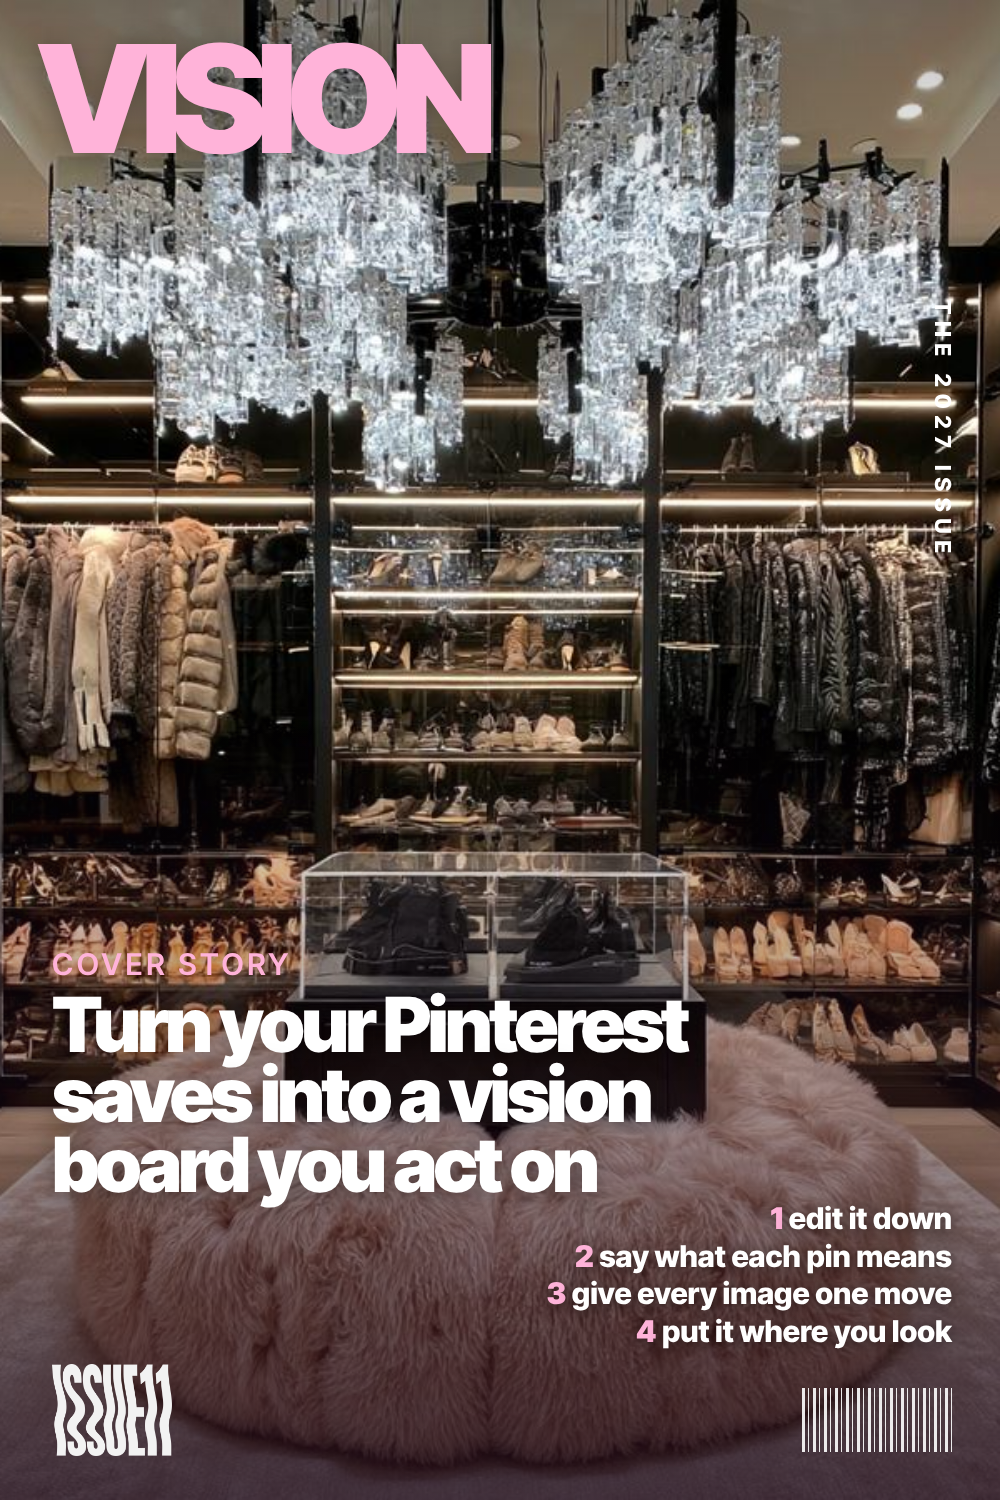 VISION
THE 2027 ISSUE
COVER STORY
Turn your Pinterest
saves into a vision
board you act on
1 edit it down
2 say what each pin means
3 give every image one move
4 put it where you look
ISSUE11